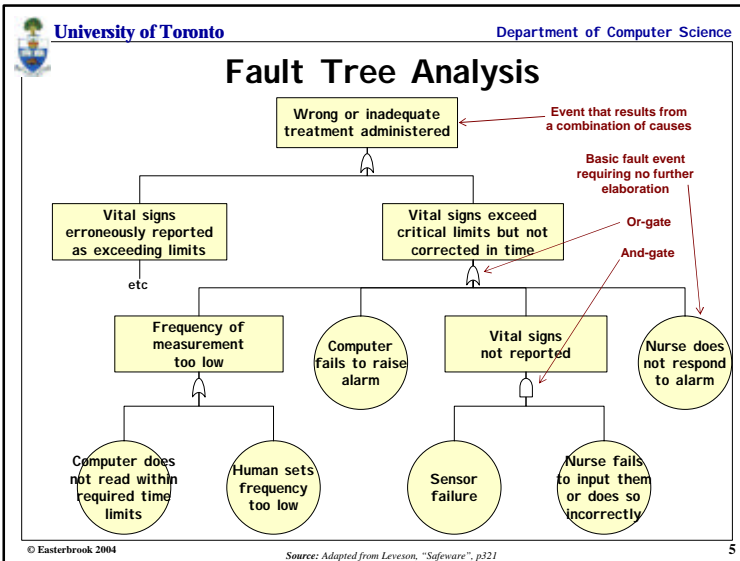 University of Toronto
Department of Computer Science
Fault Tree Analysis
Wrong or inadequate
treatment administered
Event that results from
a combination of causes
Basic fault event
requiring no further
elaboration
Vital signs
erroneously reported
as exceeding limits
Vital signs exceed
critical limits but not
corrected in time
Or-gate
And-gate
etc
Frequency of
measurement
too low
Computer
fails to raise
alarm
Vital signs
not reported
Nurse does
not respond
to alarm
Computer does
not read within
required time
limits
Human sets
frequency
too low
Sensor
failure
Nurse fails
to input them
or does so
incorrectly
© Easterbrook 2004
Source: Adapted from Leveson, "Safeware", p321
5